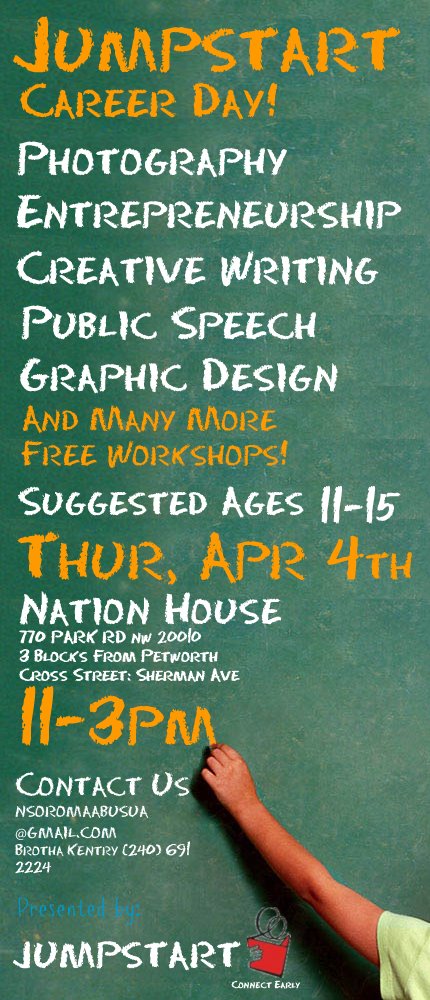 Jumpstart
Career Day!
Photography
Entrepreneurship
Creative Writing
Public Speech
Graphic Design
And Many More
Free Workshops!
Suggested Ages 11-15
Thur, Apr 4th
Nation House
770 PARK RD NW 20010
3 Blocks From Petworth
Cross Street: Sherman Ave
11-3pm
Contact Us
NSOROMAABUSUA
@GMAIL.COM
Brotha Kentry (240) 691
2224
Presented by:
JUMPSTART
Connect Early